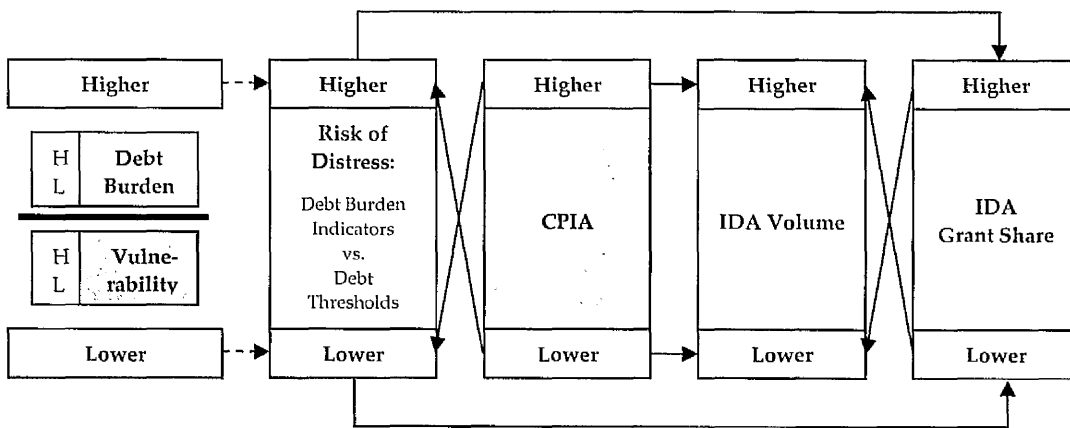 Higher
Higher
Higher
Higher
Higher
H
L
Debt
Burden
H
L
Vulne-
rability
Risk of
Distress:
Debt Burden
Indicators
vs.
Debt
Thresholds
CPIA
IDA Volume
IDA
Grant Share
Lower
Lower
Lower
Lower
Lower